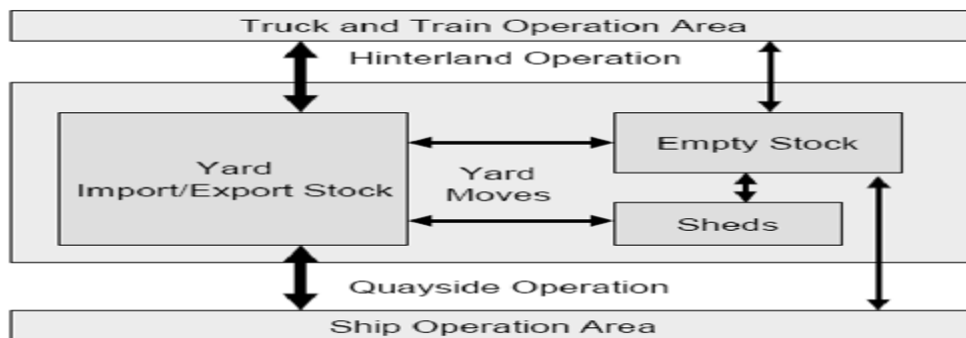 Truck and Train Operation Area
Hinterland Operation
Yard
Import/Export Stock
Yard
Moves
Empty Stock
Sheds
Quayside Operation
Ship Operation Area